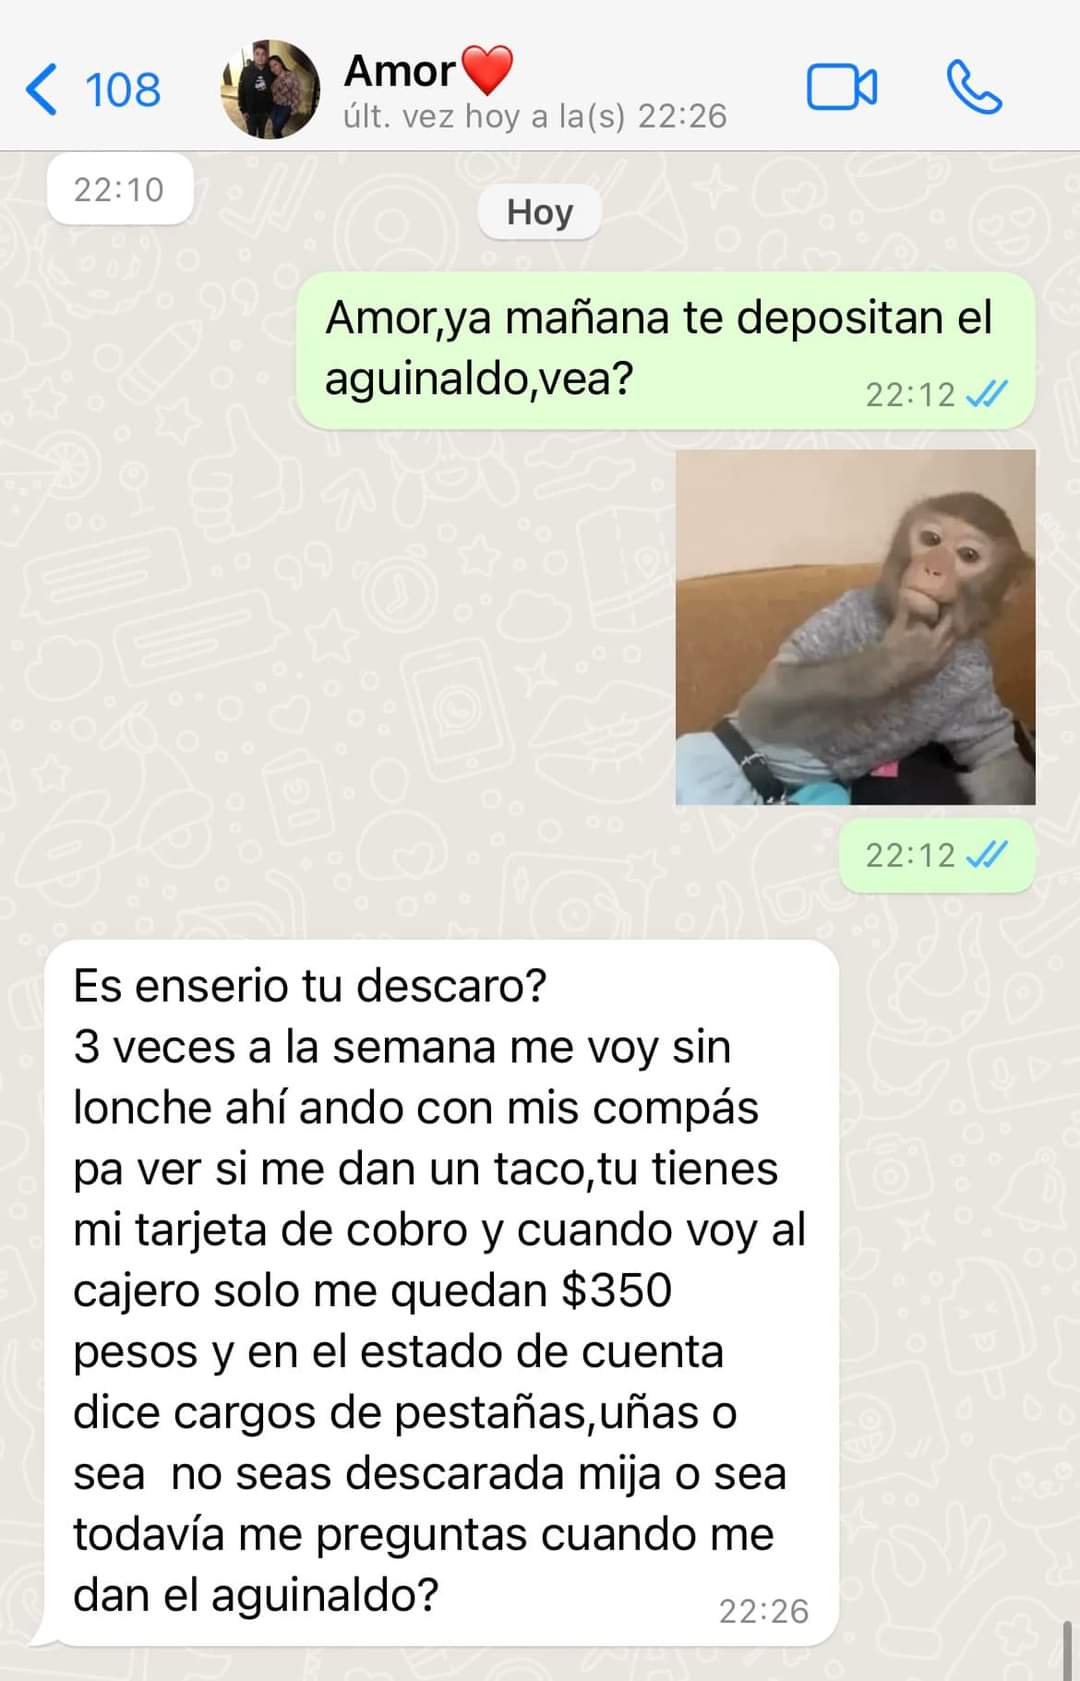 108
Amor❤️
últ. vez hoy a la(s) 22:26
22:10
Hoy
Amor,ya mañana te depositan el
aguinaldo,vea?
22:12
22:12
Es enserio tu descaro?
3 veces a la semana me voy sin
lonche ahí ando con mis compás
pa ver si me dan un taco,tu tienes
mi tarjeta de cobro y cuando voy al
cajero solo me quedan $350
pesos y en el estado de cuenta
dice cargos de pestañas,uñas o
sea  no seas descarada mija o sea
todavía me preguntas cuando me
dan el aguinaldo?
22:26